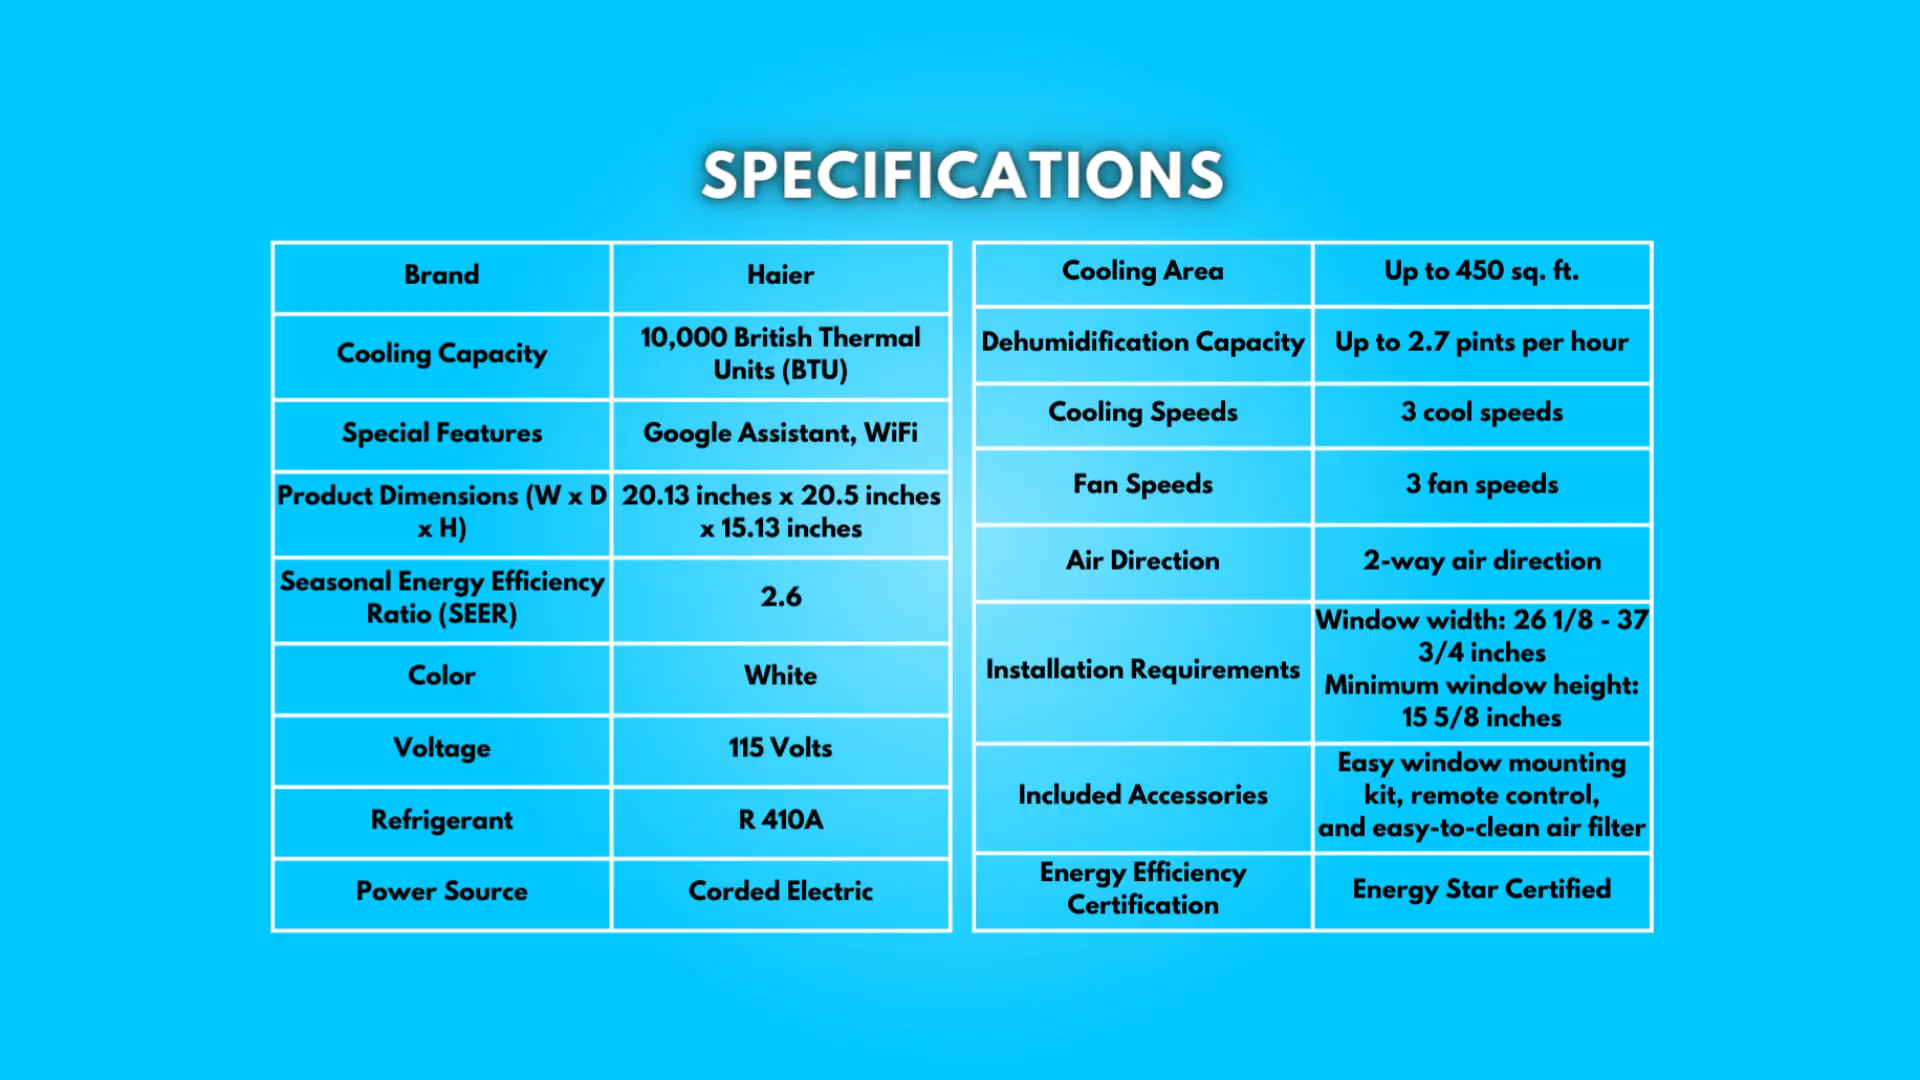 SPECIFICATIONS
Brand
Haier
Cooling Capacity
10,000 British Thermal
Units (BTU)
Special Features
Google Assistant, WiFi
Product Dimensions (W x D
x H)
20.13 inches x 20.5 inches
x 15.13 inches
Seasonal Energy Efficiency
Ratio (SEER)
2.6
Color
White
Voltage
115 Volts
Refrigerant
R 410A
Power Source
Corded Electric
Cooling Area
Up to 450 sq. ft.
Dehumidification Capacity
Up to 2.7 pints per hour
Cooling Speeds
3 cool speeds
Fan Speeds
3 fan speeds
Air Direction
2-way air direction
Installation Requirements
Window width: 26 1/8 - 37
3/4 inches
Minimum window height:
15 5/8 inches
Included Accessories
Easy window mounting
kit, remote control,
and easy-to-clean air filter
Energy Efficiency
Certification
Energy Star Certified